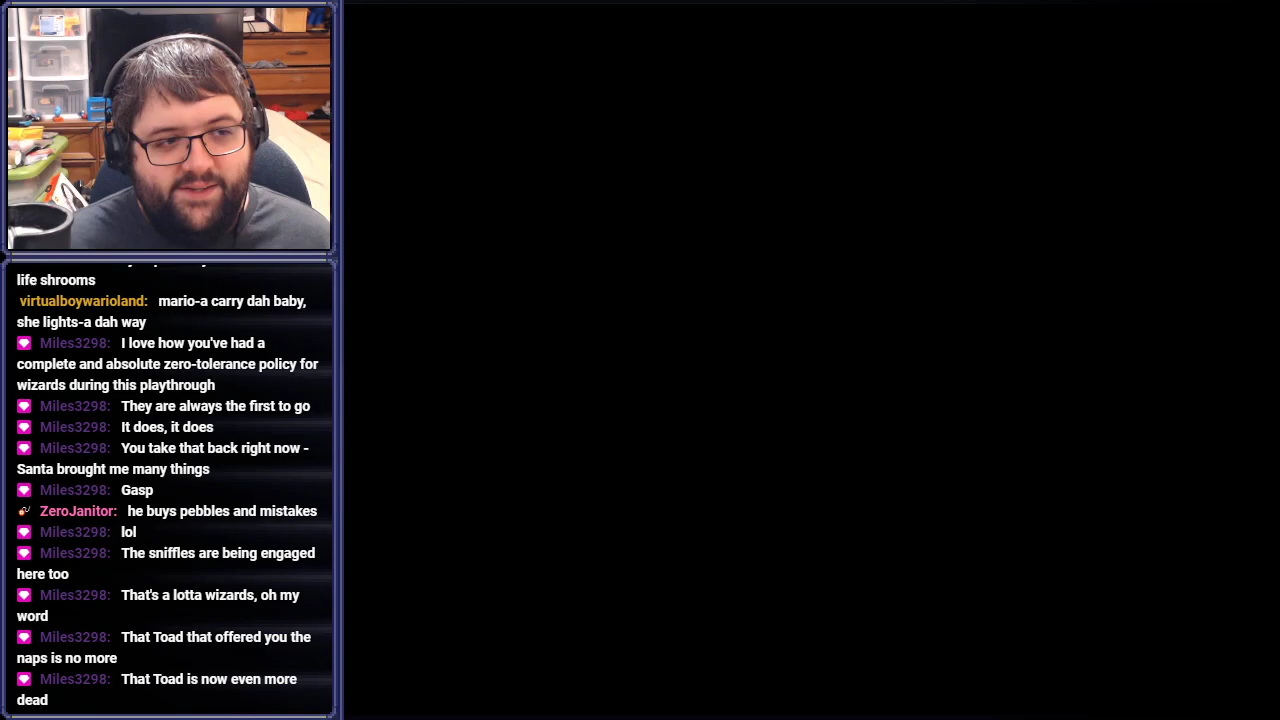 life shrooms
virtualboywarioland: mario-a carry dah baby,
she lights-a dah way
Miles3298: I love how you've had a
complete and absolute zero-tolerance policy for
wizards during this playthrough
Miles3298: They are always the first to go
Miles3298: It does, it does
Miles3298: You take that back right now -
Santa brought me many things
Miles3298: Gasp
ZeroJanitor: he buys pebbles and mistakes
Miles3298: lol
Miles3298: The sniffles are being engaged
here too
Miles3298: That's a lotta wizards, oh my
word
Miles3298: That Toad that offered you the
naps is no more
Miles3298: That Toad is now even more
dead